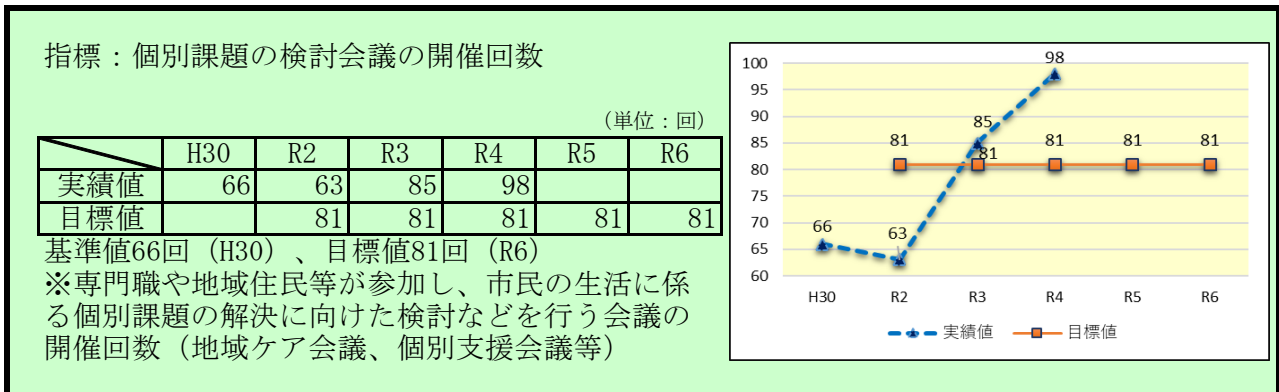 指標：個別課題の検討会議の開催回数
（単位：回）
H30 R2 R3 R4 R5 R6
実績値 66 63 85 98
目標値 81 81 81 81 81
基準値66回（H30）、目標値81回（R6）
※専門職や地域住民等が参加し、市民の生活に係
る個別課題の解決に向けた検討などを行う会議の
開催回数（地域ケア会議、個別支援会議等）
100
95
90
85
80
75
70
65
60
66
63
85
98
81
81
81
81
81
H30 R2 R3 R4 R5 R6
実績値 目標値